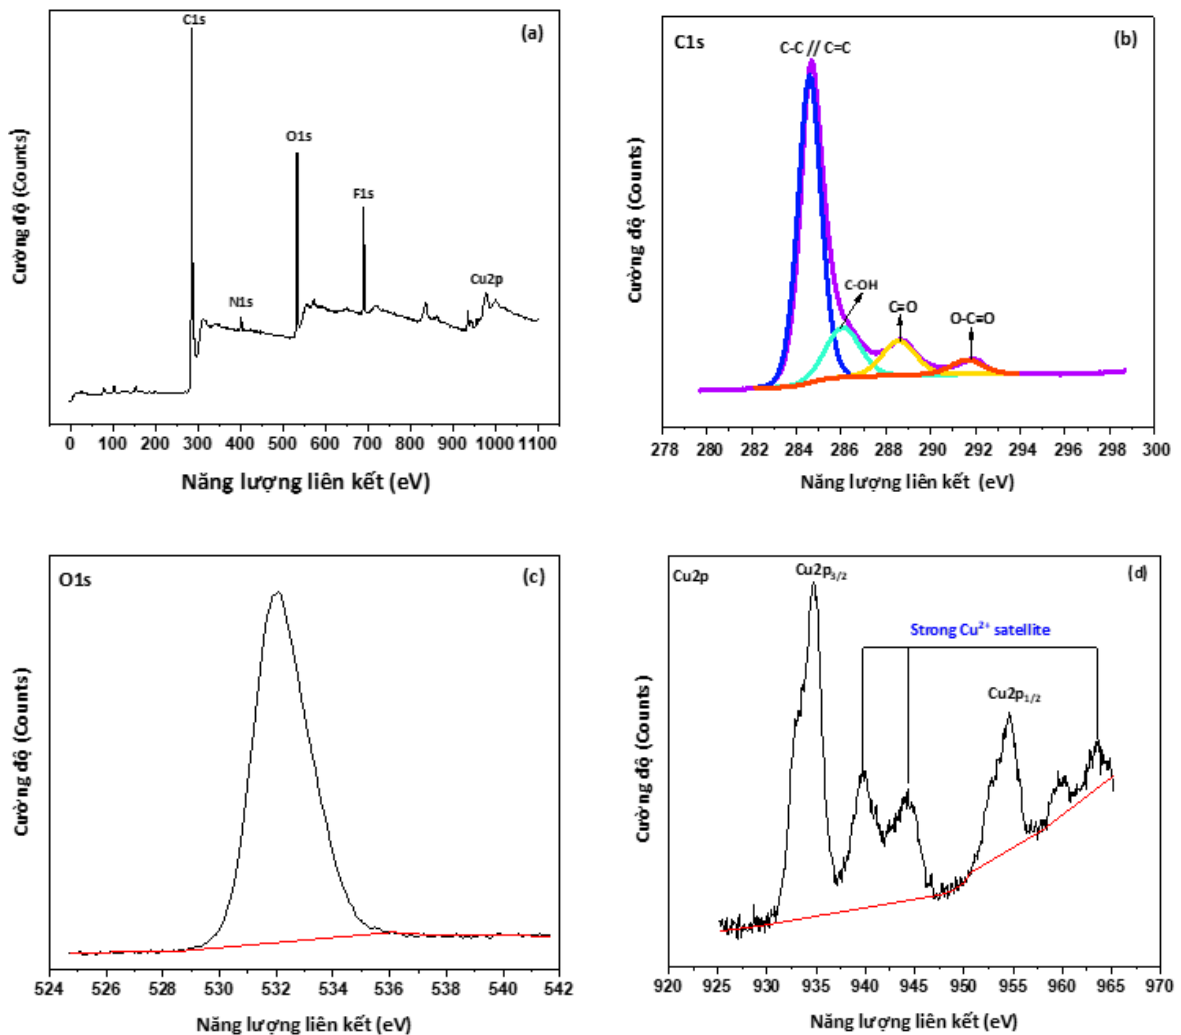 C1s
(a)
O1s
F1s
N1s
Cu2p
Cường độ (Counts)
0 100 200 300 400 500 600 700 800 900 1000 1100
Năng lượng liên kết (eV)
C1s
C-C // C=C
(b)
C-OH
C=O
O-C=O
Cường độ (Counts)
278 280 282 284 286 288 290 292 294 296 298 300
Năng lượng liên kết (eV)
O1s
(c)
Cường độ (Counts)
524 526 528 530 532 534 536 538 540 542
Năng lượng liên kết (eV)
Cu2p
Cu2p3/2
(d)
Strong Cu²⁺ satellite
Cu2p1/2
Cường độ (Counts)
920 925 930 935 940 945 950 955 960 965 970
Năng lượng liên kết (eV)